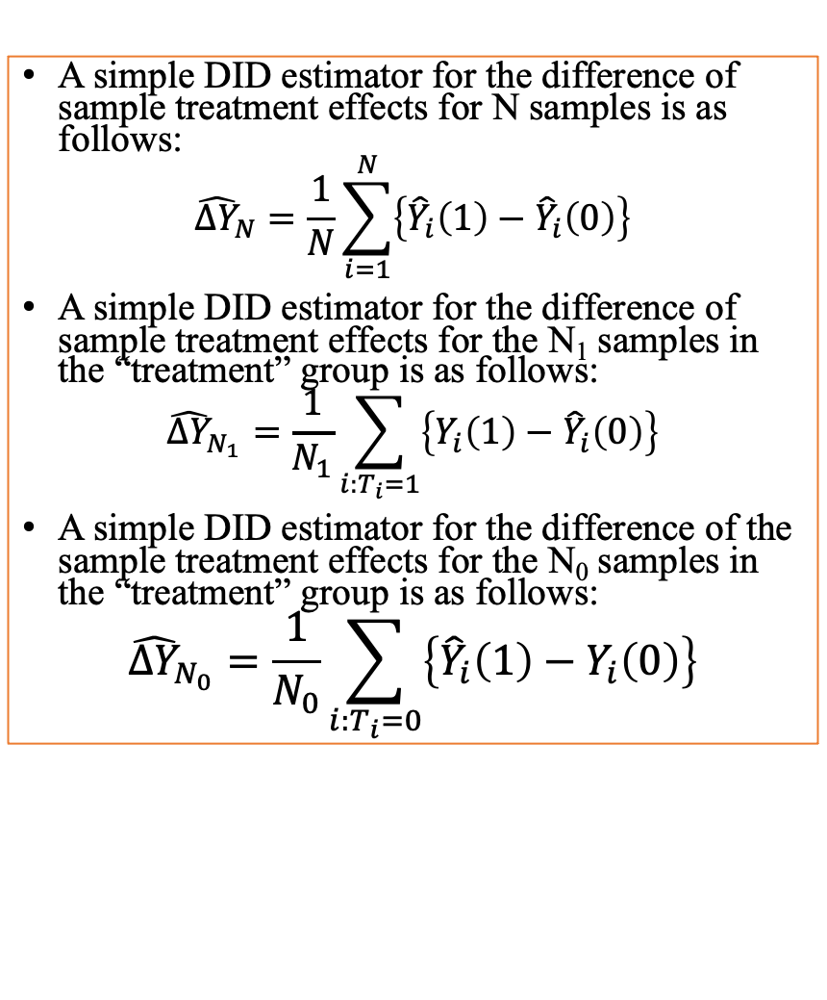 • A simple DID estimator for the difference of
sample treatment effects for N samples is as
follows:
$\widehat{\Delta Y}_N = \frac{1}{N} \sum_{i=1}^{N} \{\hat{Y}_i(1) - \hat{Y}_i(0)\}$
• A simple DID estimator for the difference of
sample treatment effects for the N₁ samples in
the “treatment” group is as follows:
$\widehat{\Delta Y}_{N_1} = \frac{1}{N_1} \sum_{i:T_i=1} \{Y_i(1) - \hat{Y}_i(0)\}$
• A simple DID estimator for the difference of the
sample treatment effects for the N₀ samples in
the “treatment” group is as follows:
$\widehat{\Delta Y}_{N_0} = \frac{1}{N_0} \sum_{i:T_i=0} \{\hat{Y}_i(1) - Y_i(0)\}$